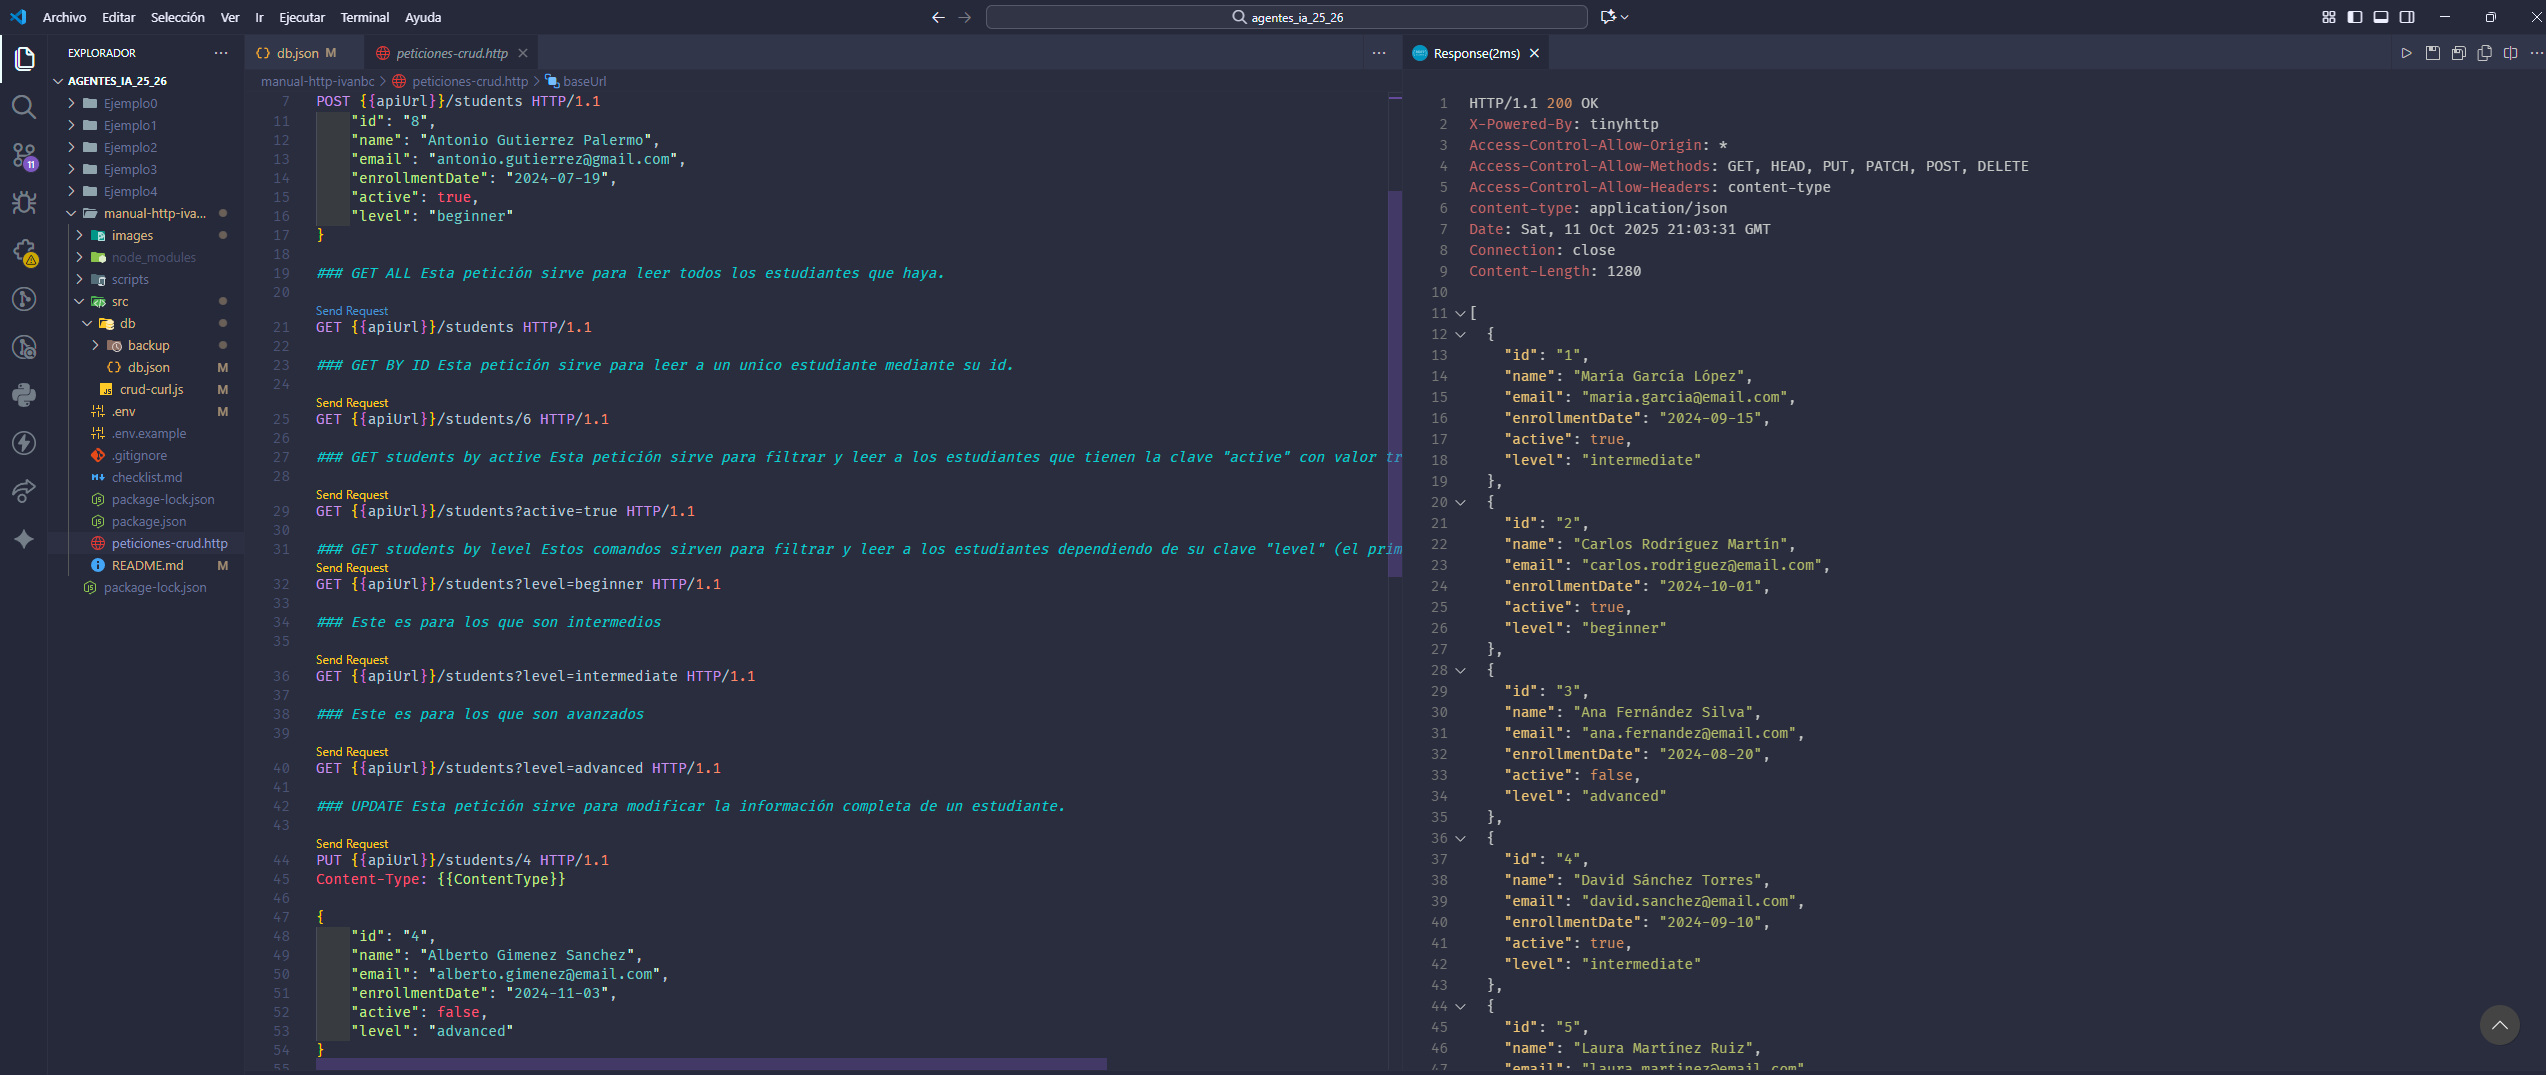 Archivo Editar Selección Ver Ir Ejecutar Terminal Ayuda
agentes_ia_25_26
EXPLORADOR
AGENTES_IA_25_26
Ejemplo0
Ejemplo1
Ejemplo2
Ejemplo3
Ejemplo4
manual-http-iva...
images
node_modules
scripts
src
db
backup
db.json M
crud-curl.js M
.env M
.env.example
.gitignore
checklist.md
package-lock.json
package.json
peticiones-crud.http
README.md M
package-lock.json
11
db.json M
peticiones-crud.http
manual-http-ivanbc > peticiones-crud.http > baseUrl
7 POST {{apiUrl}}/students HTTP/1.1
11 "id": "8",
12 "name": "Antonio Gutierrez Palermo",
13 "email": "antonio.gutierrez@gmail.com",
14 "enrollmentDate": "2024-07-19",
15 "active": true,
16 "level": "beginner"
17 }
18
19 ### GET ALL Esta petición sirve para leer todos los estudiantes que haya.
20
Send Request
21 GET {{apiUrl}}/students HTTP/1.1
22
23 ### GET BY ID Esta petición sirve para leer a un unico estudiante mediante su id.
24
Send Request
25 GET {{apiUrl}}/students/6 HTTP/1.1
26
27 ### GET students by active Esta petición sirve para filtrar y leer a los estudiantes que tienen la clave "active" con valor tr
28
Send Request
29 GET {{apiUrl}}/students?active=true HTTP/1.1
30
31 ### GET students by level Estos comandos sirven para filtrar y leer a los estudiantes dependiendo de su clave "level" (el prim
Send Request
32 GET {{apiUrl}}/students?level=beginner HTTP/1.1
33
34 ### Este es para los que son intermedios
35
Send Request
36 GET {{apiUrl}}/students?level=intermediate HTTP/1.1
37
38 ### Este es para los que son avanzados
39
Send Request
40 GET {{apiUrl}}/students?level=advanced HTTP/1.1
41
42 ### UPDATE Esta petición sirve para modificar la información completa de un estudiante.
43
Send Request
44 PUT {{apiUrl}}/students/4 HTTP/1.1
45 Content-Type: {{ContentType}}
46
47 {
48 "id": "4",
49 "name": "Alberto Gimenez Sanchez",
50 "email": "alberto.gimenez@email.com",
51 "enrollmentDate": "2024-11-03",
52 "active": false,
53 "level": "advanced"
54 }
55
Response(2ms)
1 HTTP/1.1 200 OK
2 X-Powered-By: tinyhttp
3 Access-Control-Allow-Origin: *
4 Access-Control-Allow-Methods: GET, HEAD, PUT, PATCH, POST, DELETE
5 Access-Control-Allow-Headers: content-type
6 content-type: application/json
7 Date: Sat, 11 Oct 2025 21:03:31 GMT
8 Connection: close
9 Content-Length: 1280
10
11 [
12 {
13 "id": "1",
14 "name": "María García López",
15 "email": "maria.garcia@email.com",
16 "enrollmentDate": "2024-09-15",
17 "active": true,
18 "level": "intermediate"
19 },
20 {
21 "id": "2",
22 "name": "Carlos Rodríguez Martín",
23 "email": "carlos.rodriguez@email.com",
24 "enrollmentDate": "2024-10-01",
25 "active": true,
26 "level": "beginner"
27 },
28 {
29 "id": "3",
30 "name": "Ana Fernández Silva",
31 "email": "ana.fernandez@email.com",
32 "enrollmentDate": "2024-08-20",
33 "active": false,
34 "level": "advanced"
35 },
36 {
37 "id": "4",
38 "name": "David Sánchez Torres",
39 "email": "david.sanchez@email.com",
40 "enrollmentDate": "2024-09-10",
41 "active": true,
42 "level": "intermediate"
43 },
44 {
45 "id": "5",
46 "name": "Laura Martínez Ruiz",
47 "email": "laura.martinez@email.com"